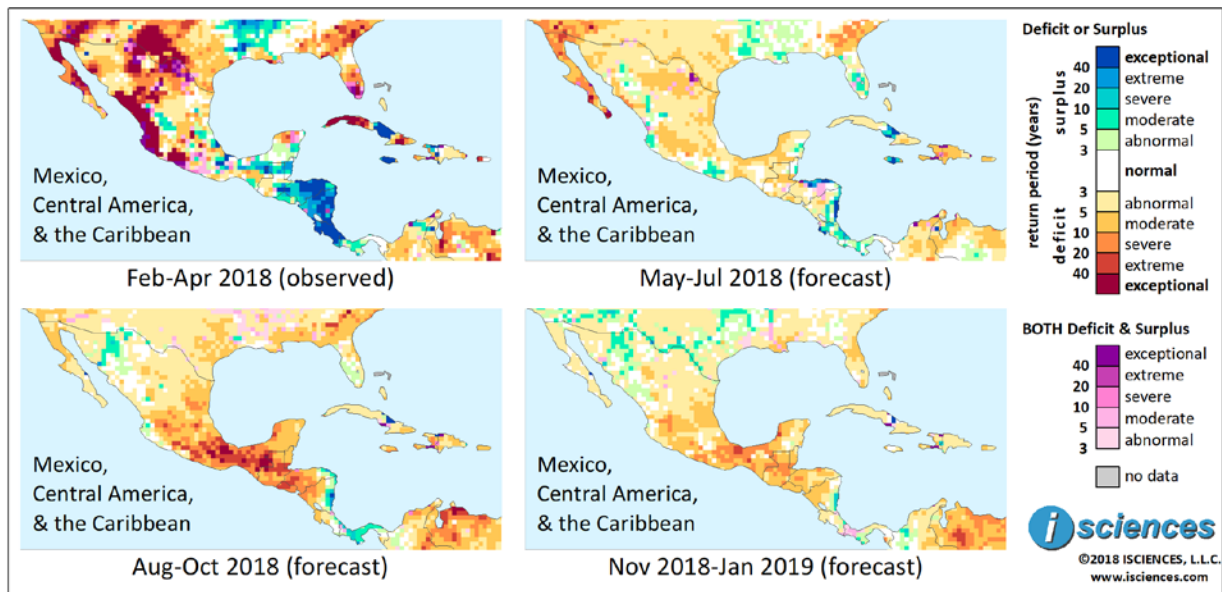 Mexico,
Central America,
& the Caribbean
Feb-Apr 2018 (observed)
Mexico,
Central America,
& the Caribbean
May-Jul 2018 (forecast)
Mexico,
Central America,
& the Caribbean
Aug-Oct 2018 (forecast)
Mexico,
Central America,
& the Caribbean
Nov 2018-Jan 2019 (forecast)
Deficit or Surplus
return period (years)
surplus
deficit
exceptional
40
extreme
20
severe
10
moderate
5
abnormal
3
normal
3
abnormal
5
moderate
10
severe
20
extreme
40
exceptional
BOTH Deficit & Surplus
exceptional
40
extreme
20
severe
10
moderate
5
abnormal
3
no data
i sciences
©2018 ISCIENCES, L.L.C.
www.isciences.com